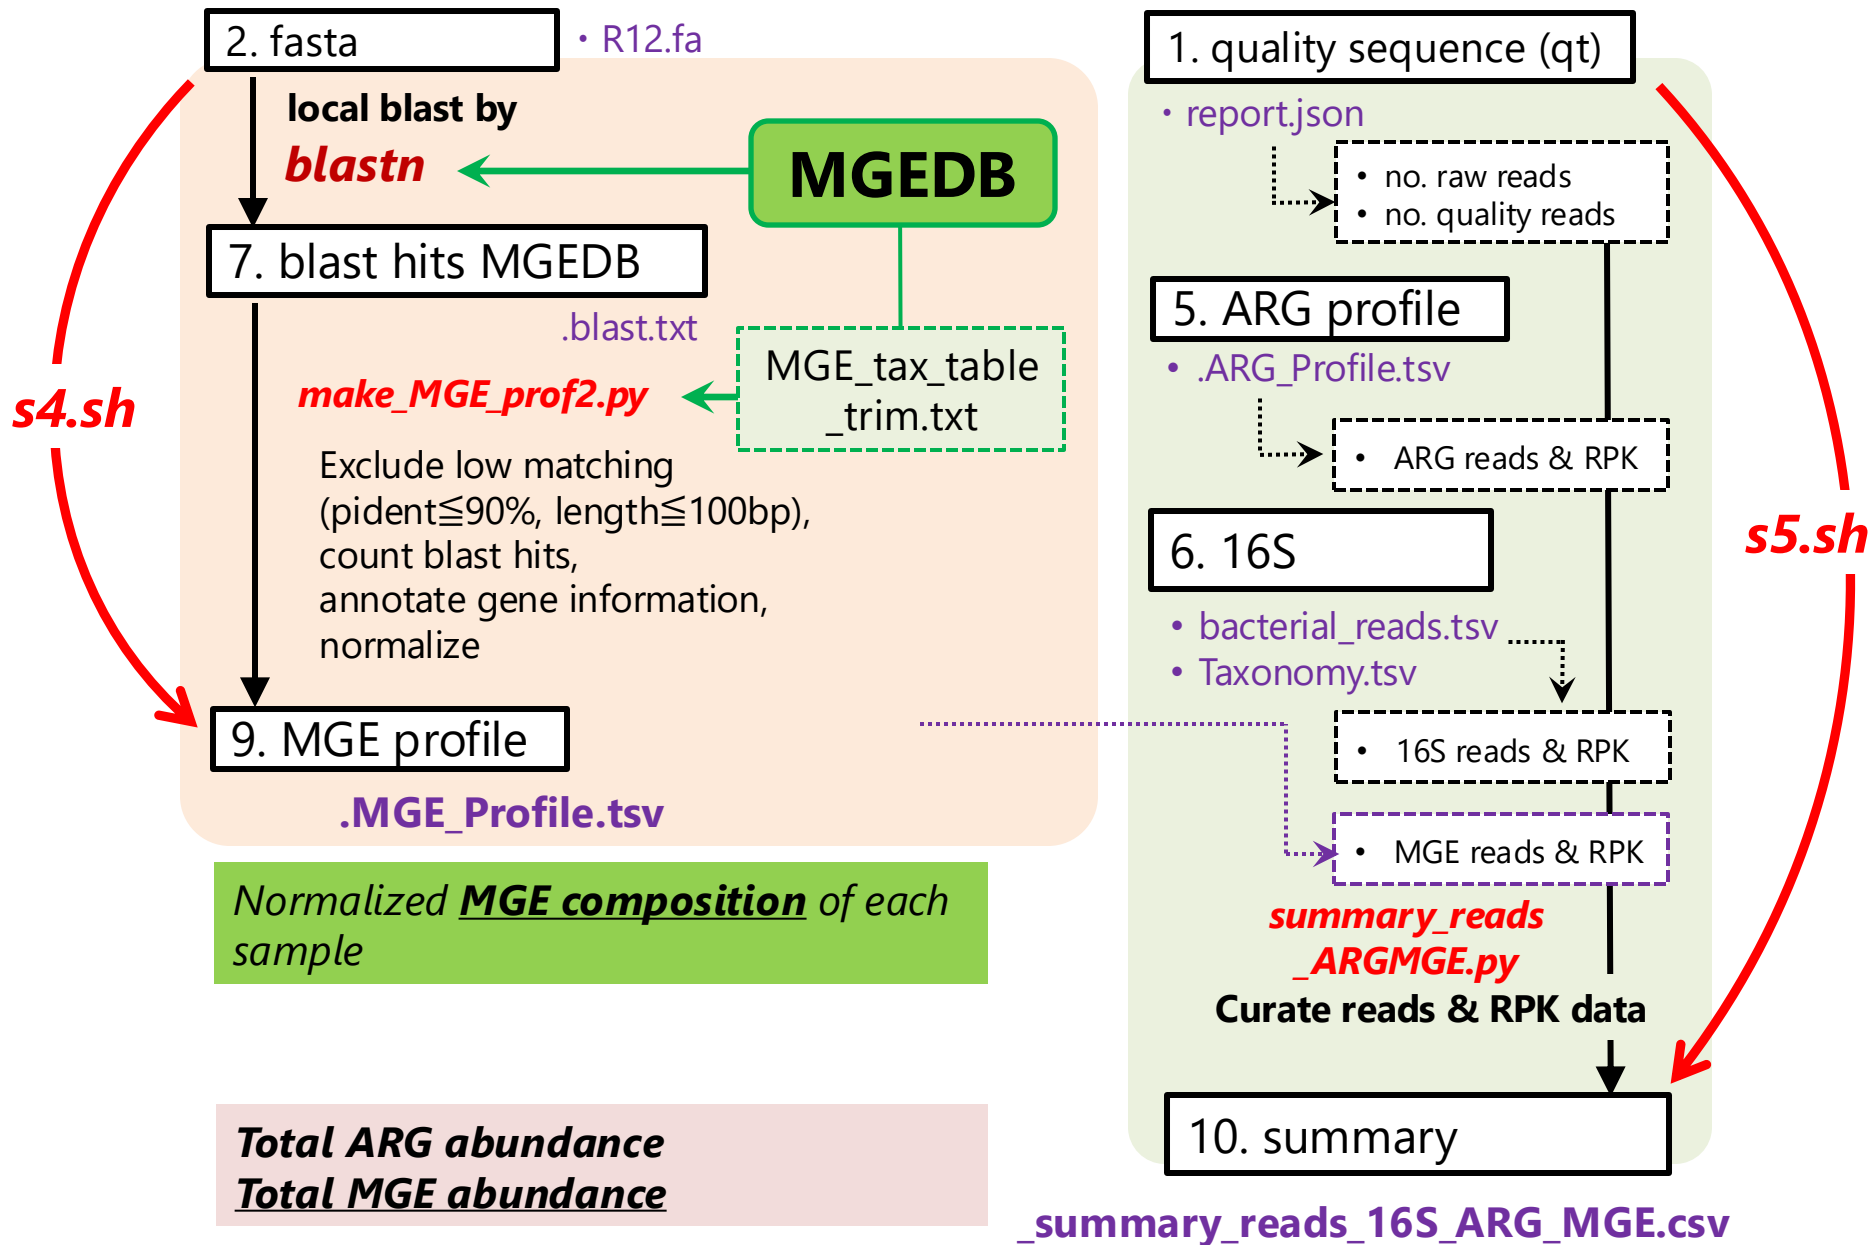 2. fasta
・R12.fa
local blast by
blastn
MGEDB
7. blast hits MGEDB
.blast.txt
make_MGE_prof2.py
MGE_tax_table
_trim.txt
s4.sh
Exclude low matching
(pident≦90%, length≦100bp),
count blast hits,
annotate gene information,
normalize
9. MGE profile
.MGE_Profile.tsv
Normalized MGE composition of each
sample
Total ARG abundance
Total MGE abundance
1. quality sequence (qt)
・report.json
• no. raw reads
• no. quality reads
5. ARG profile
• .ARG_Profile.tsv
• ARG reads & RPK
s5.sh
6. 16S
• bacterial_reads.tsv
• Taxonomy.tsv
• 16S reads & RPK
• MGE reads & RPK
summary_reads
_ARGMGE.py
Curate reads & RPK data
10. summary
_summary_reads_16S_ARG_MGE.csv